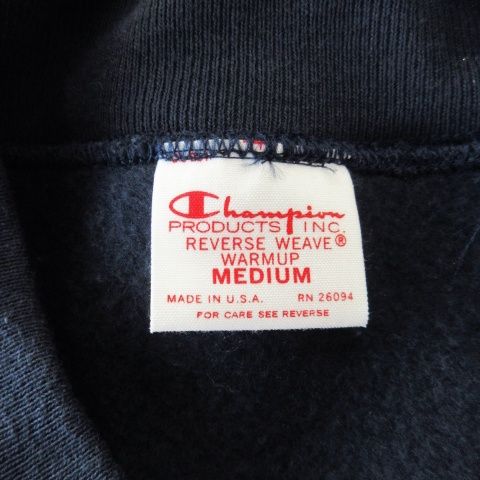 Champion
PRODUCTS INC.
REVERSE WEAVE®
WARMUP
MEDIUM
MADE IN U.S.A. RN 26094
FOR CARE SEE REVERSE